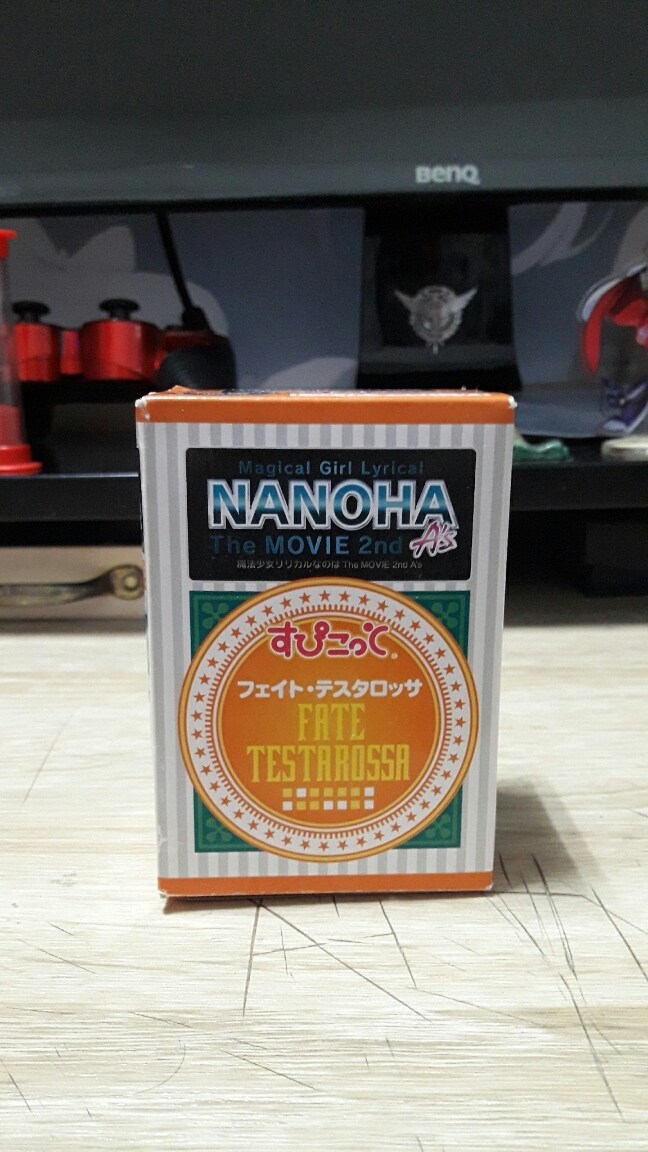 BenQ
Magical Girl Lyrical
NANOHA
The MOVIE 2nd A's
魔法少女リリカルなのは The MOVIE 2nd A's
すぴこっと®
フェイト・テスタロッサ
FATE
TESTAROSSA